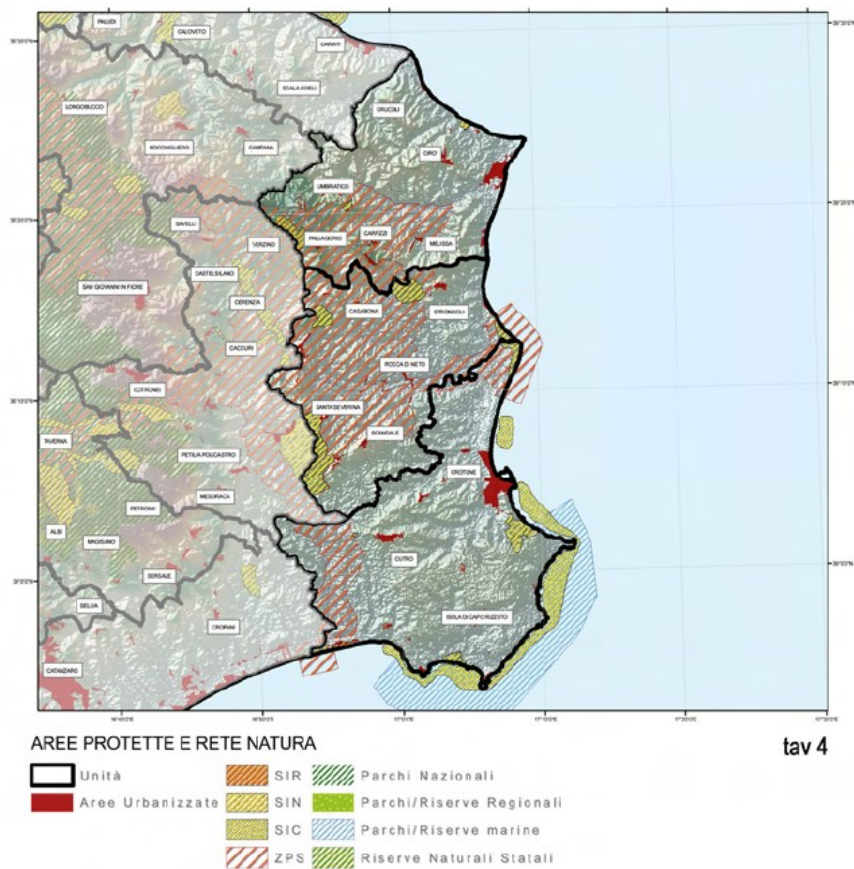 PALUDI
CALOVETO
CARIATI
SCALA COELI
CRUCOLI
LONGOBUCCO
BOCCHIGLIERO
CAMPANA
CIRO'
UMBRIATICO
SAVELLI
VERZINO
PALLAGORIO
CARFIZZI
MELISSA
CASTELSILANO
SAN GIOVANNI IN FIORE
CERENZIA
CASABONA
STRONGOLI
CACCURI
ROCCA DI NETO
COTRONEI
SANTA SEVERINA
SCANDALE
TAVERNA
PETILIA POLICASTRO
CROTONE
MESORACA
PETRONA'
ALBI
MAGISANO
CUTRO
SERSALE
SELLIA
CROPANI
ISOLA DI CAPO RIZZUTO
CATANZARO
AREE PROTETTE E RETE NATURA
tav 4
Unità
Aree Urbanizzate
SIR
SIN
SIC
ZPS
Parchi Nazionali
Parchi/Riserve Regionali
Parchi/Riserve marine
Riserve Naturali Statali